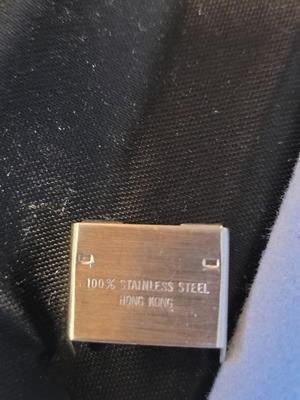 100% STAINLESS STEEL
HONG KONG